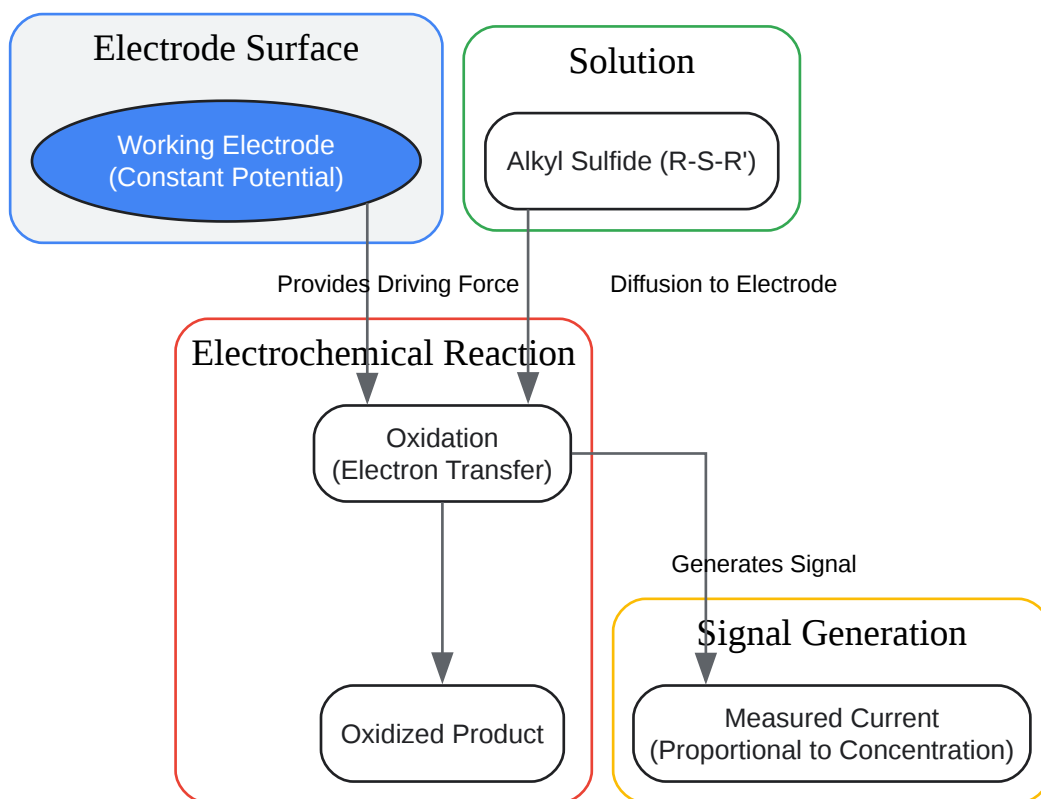 Electrode Surface
Working Electrode
(Constant Potential)
Solution
Alkyl Sulfide (R-S-R')
Provides Driving Force
Diffusion to Electrode
Electrochemical Reaction
Oxidation
(Electron Transfer)
Generates Signal
Signal Generation
Oxidized Product
Measured Current
(Proportional to Concentration)